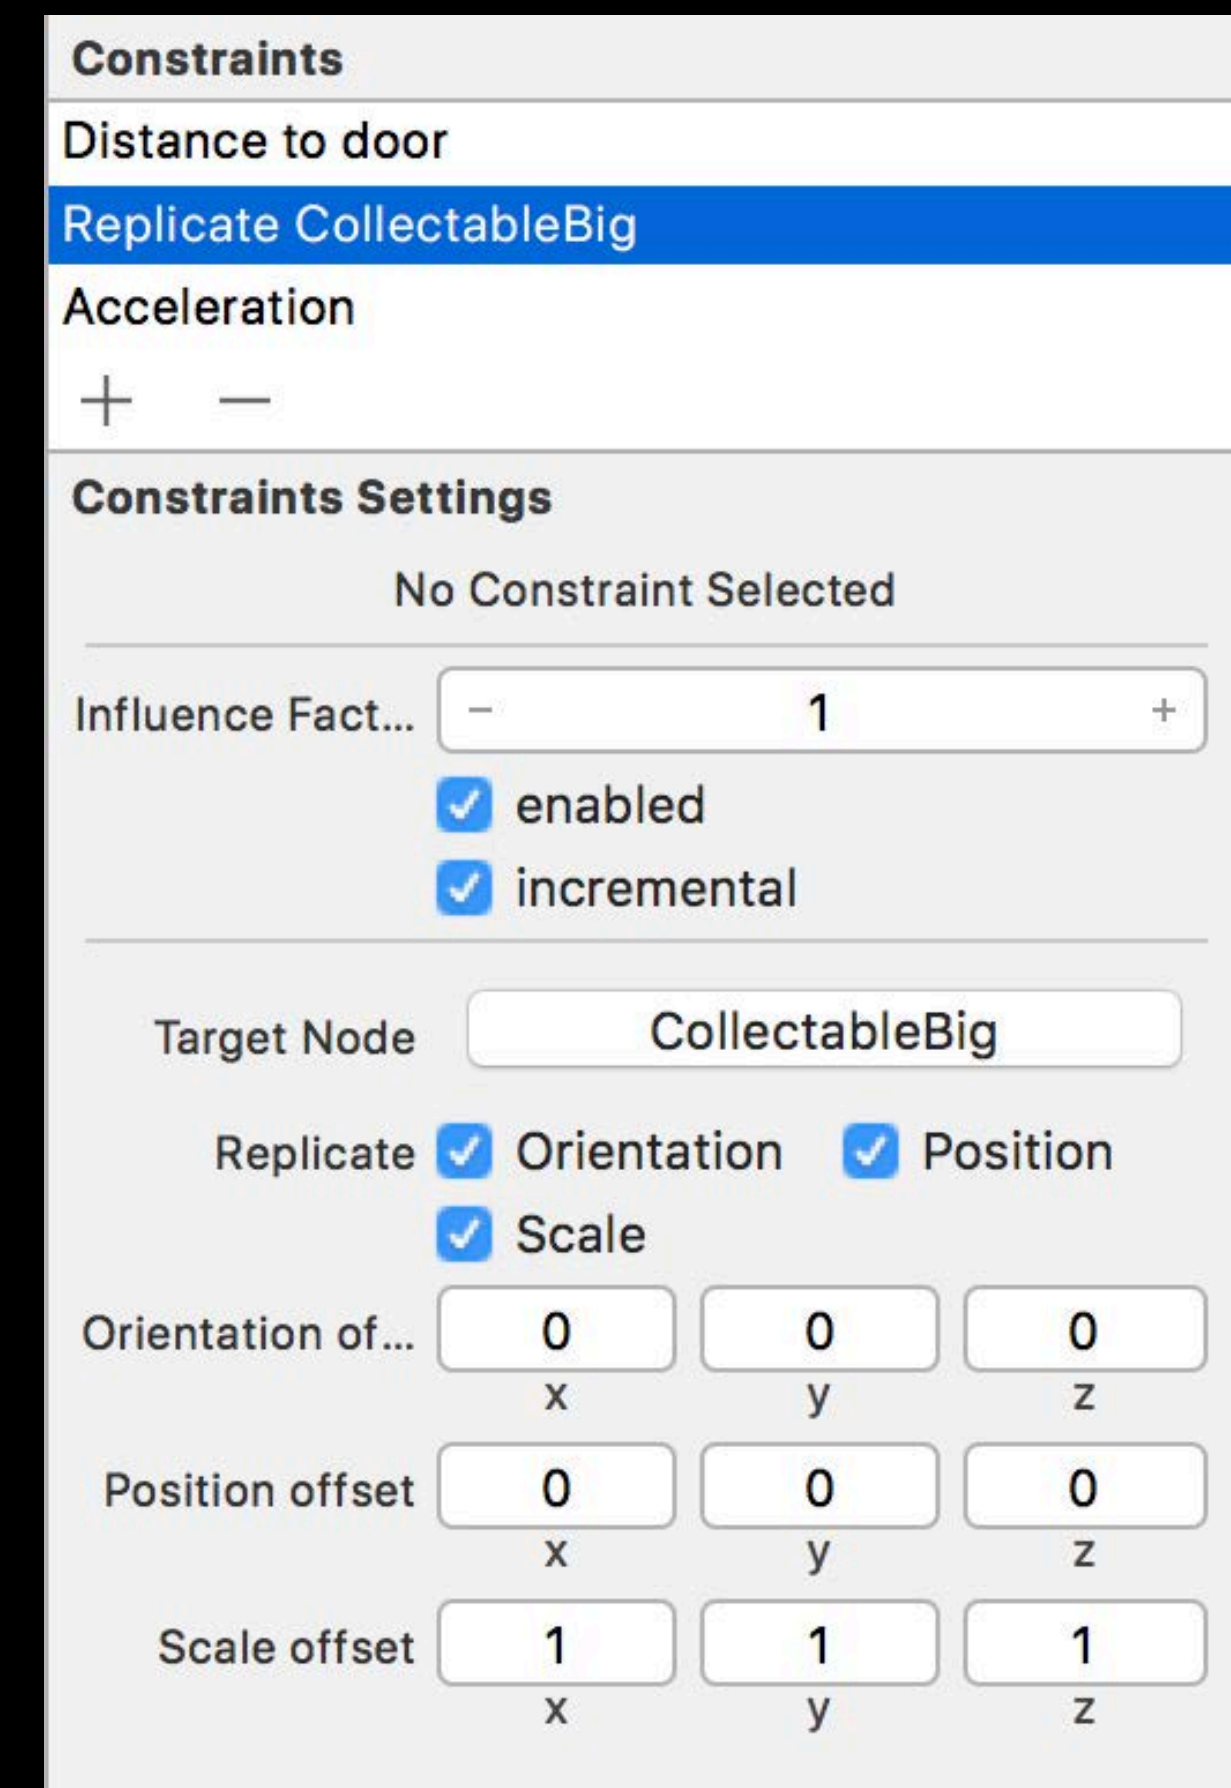 Constraints
Distance to door
Replicate CollectableBig
Acceleration
+ −
Constraints Settings
No Constraint Selected
Influence Fact... − 1 +
enabled
incremental
Target Node CollectableBig
Replicate Orientation Position
Scale
Orientation of... 0 0 0
x y z
Position offset 0 0 0
x y z
Scale offset 1 1 1
x y z